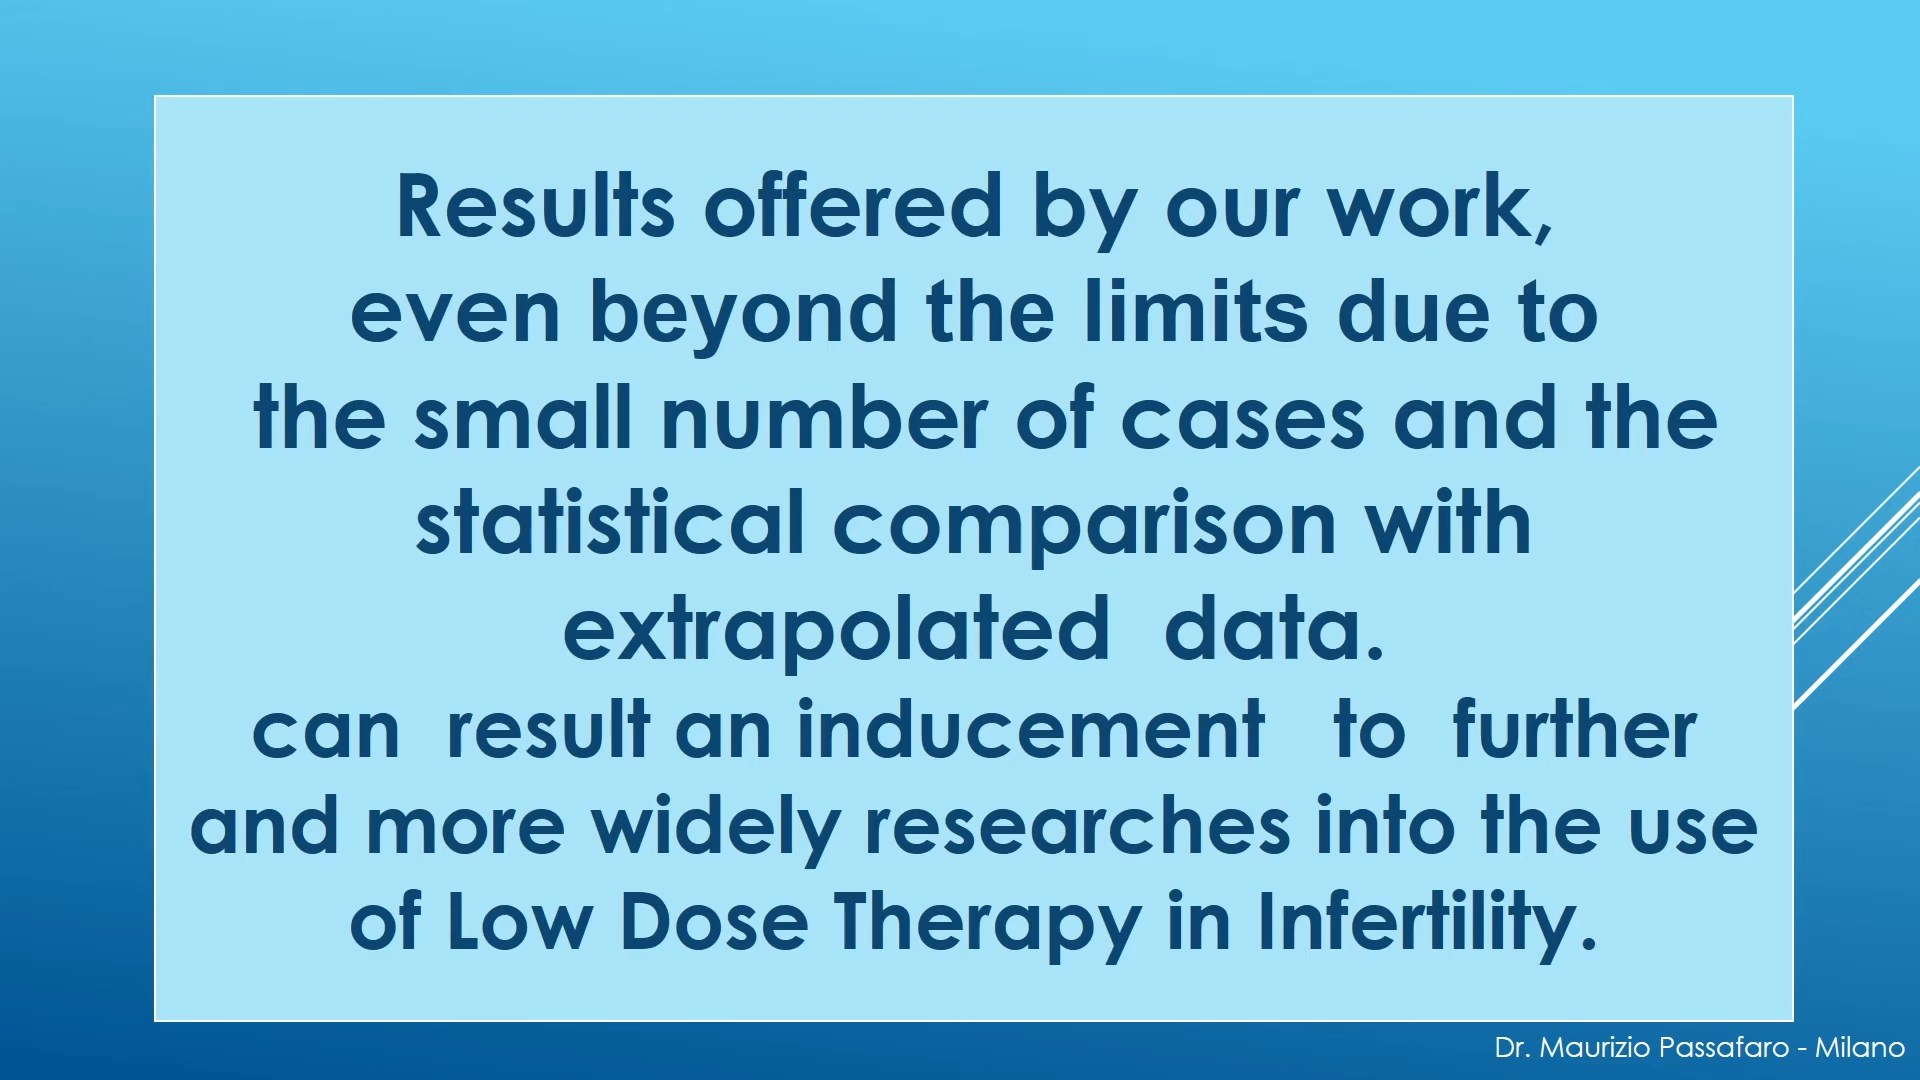 Results offered by our work,
even beyond the limits due to
the small number of cases and the
statistical comparison with
extrapolated  data.
can  result an inducement   to  further
and more widely researches into the use
of Low Dose Therapy in Infertility.
Dr. Maurizio Passafaro - Milano